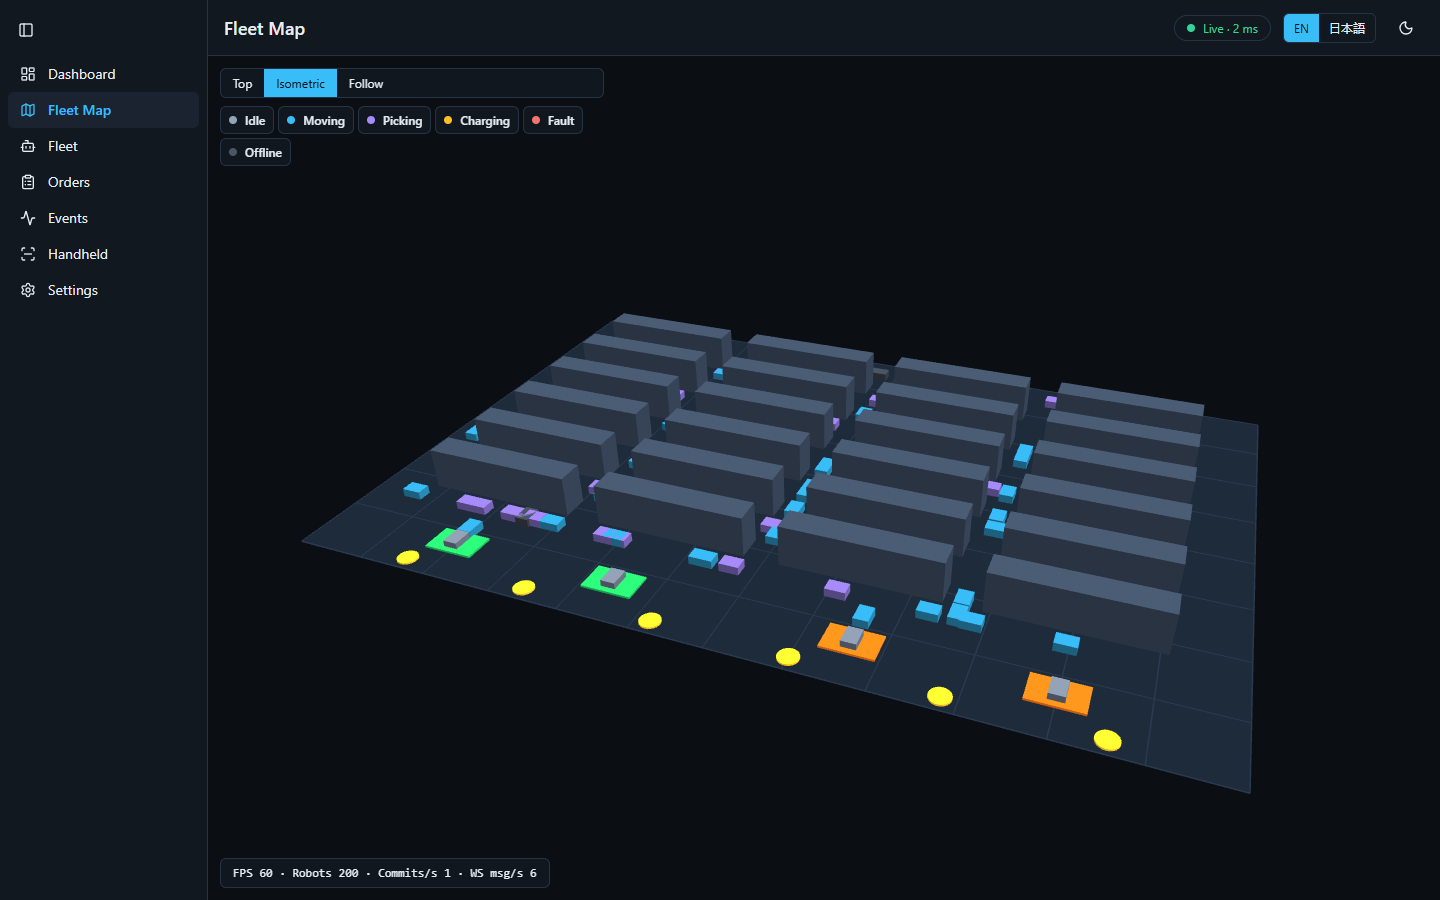 Fleet Map
Live · 2 ms
EN
日本語
Dashboard
Fleet Map
Fleet
Orders
Events
Handheld
Settings
Top
Isometric
Follow
Idle
Moving
Picking
Charging
Fault
Offline
FPS 60 · Robots 200 · Commits/s 1 · WS msg/s 6